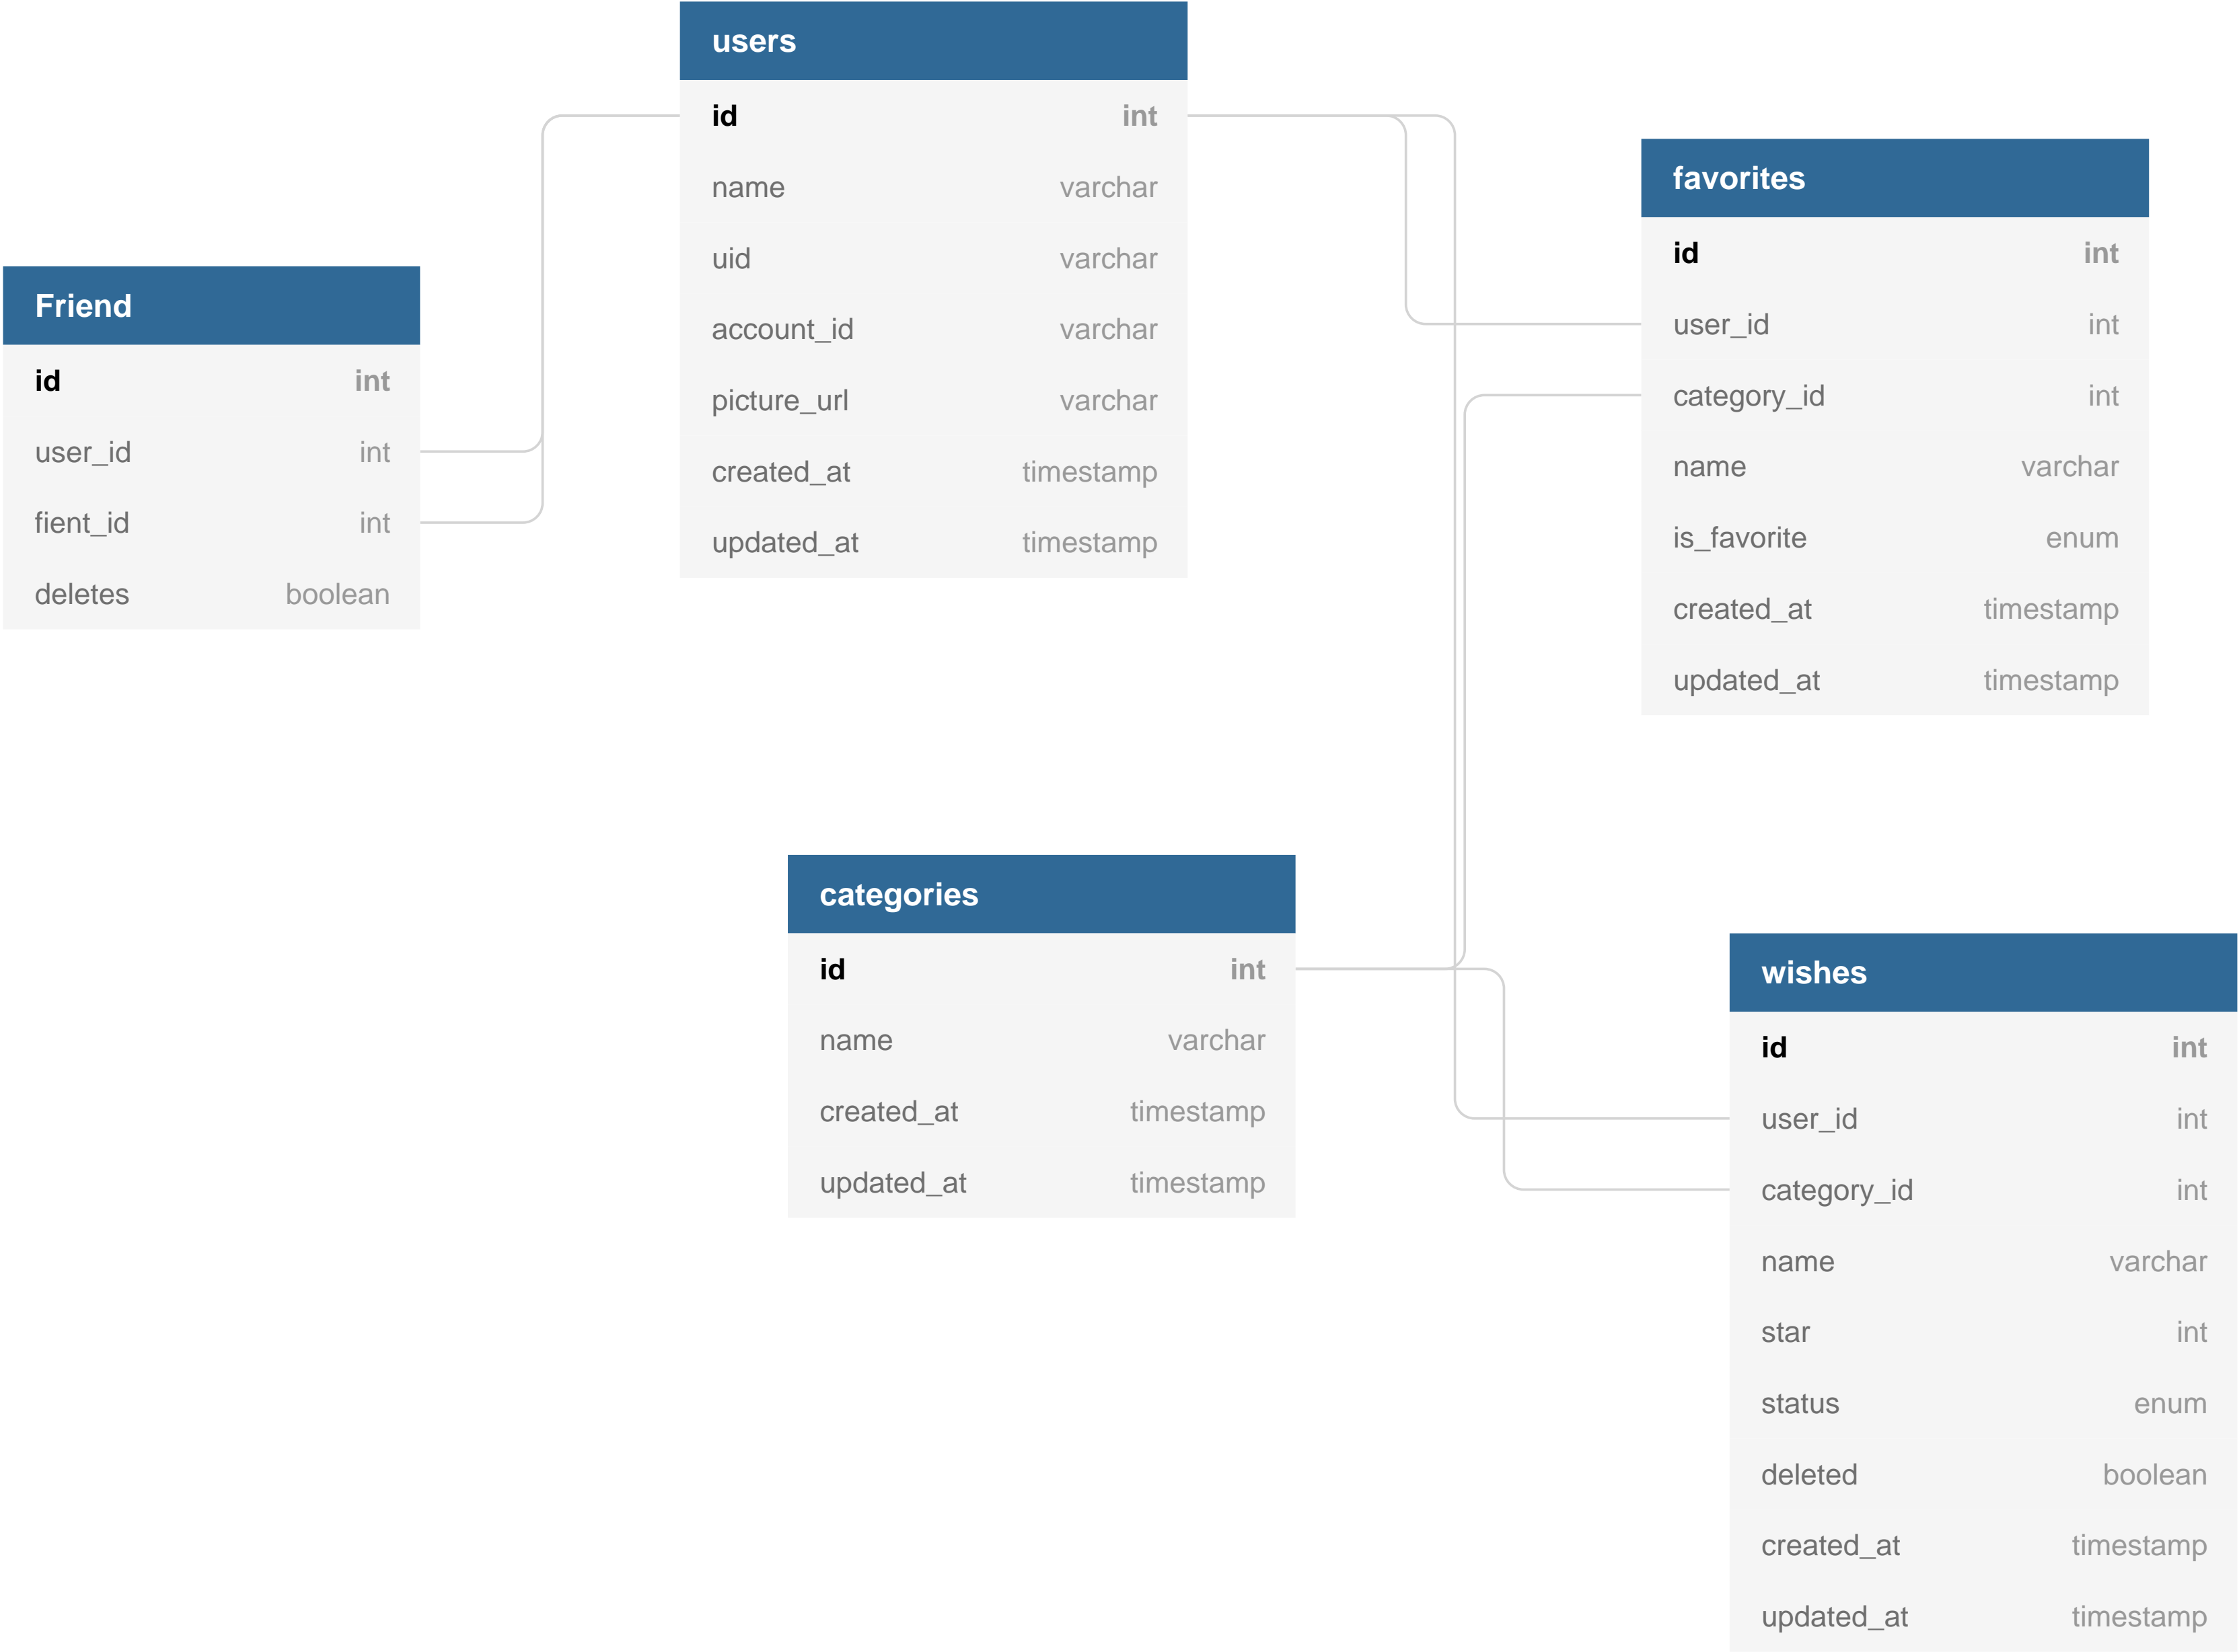 users
id int
name varchar
uid varchar
account_id varchar
picture_url varchar
created_at timestamp
updated_at timestamp
Friend
id int
user_id int
fient_id int
deletes boolean
favorites
id int
user_id int
category_id int
name varchar
is_favorite enum
created_at timestamp
updated_at timestamp
categories
id int
name varchar
created_at timestamp
updated_at timestamp
wishes
id int
user_id int
category_id int
name varchar
star int
status enum
deleted boolean
created_at timestamp
updated_at timestamp